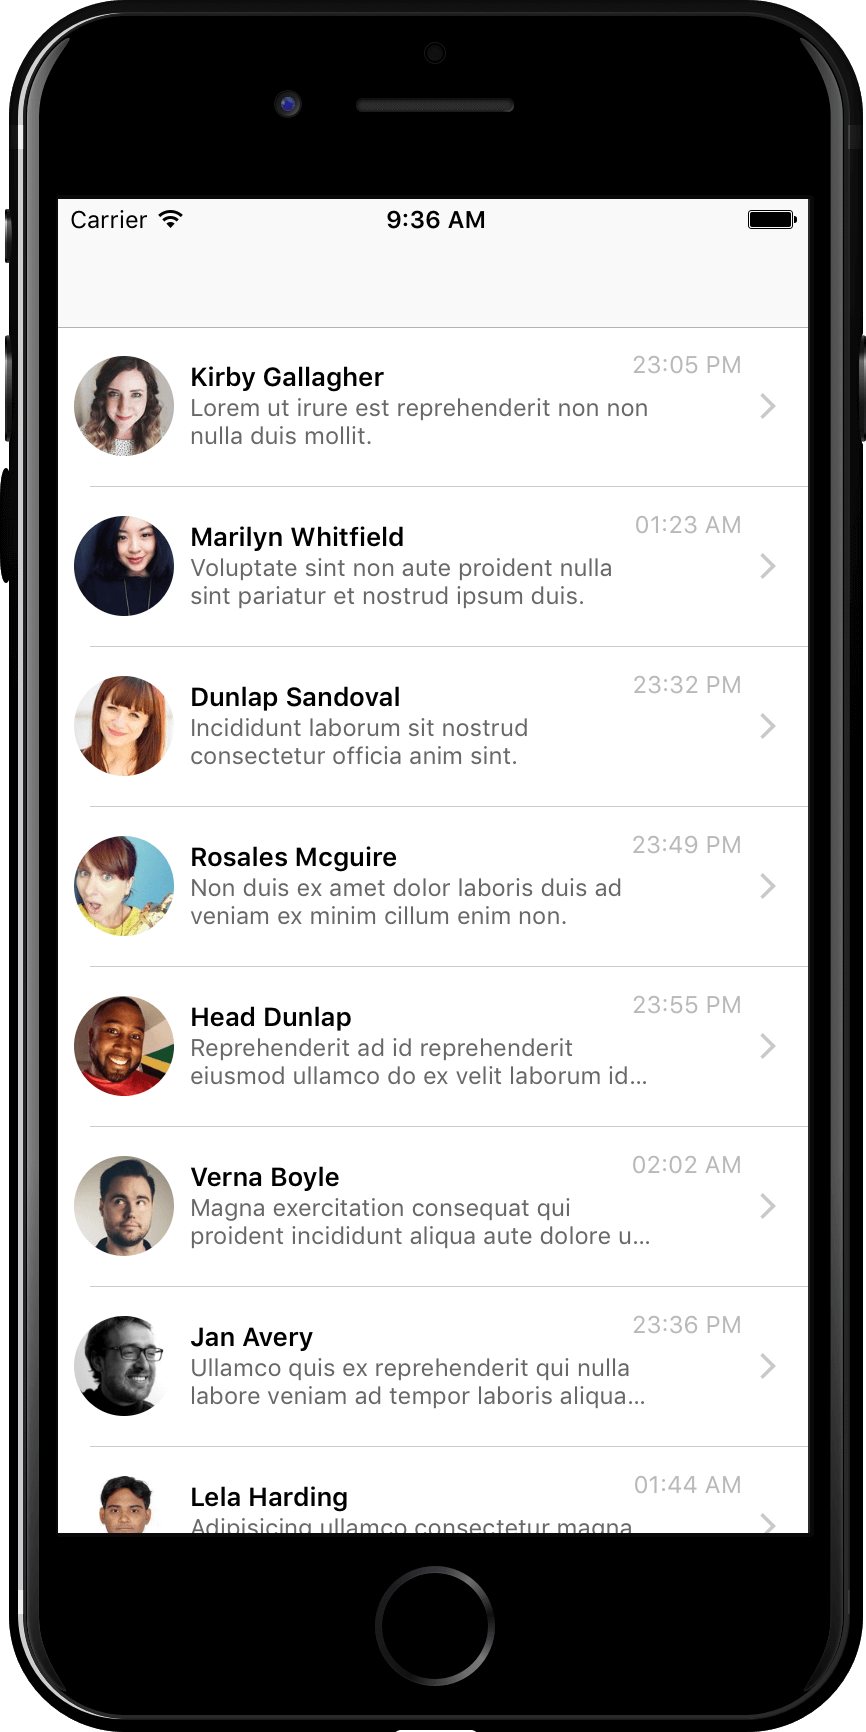 Carrier 9:36 AM
Kirby Gallagher 23:05 PM
Lorem ut irure est reprehenderit non non
nulla duis mollit.
Marilyn Whitfield 01:23 AM
Voluptate sint non aute proident nulla
sint pariatur et nostrud ipsum duis.
Dunlap Sandoval 23:32 PM
Incididunt laborum sit nostrud
consectetur officia anim sint.
Rosales Mcguire 23:49 PM
Non duis ex amet dolor laboris duis ad
veniam ex minim cillum enim non.
Head Dunlap 23:55 PM
Reprehenderit ad id reprehenderit
eiusmod ullamco do ex velit laborum id...
Verna Boyle 02:02 AM
Magna exercitation consequat qui
proident incididunt aliqua aute dolore u...
Jan Avery 23:36 PM
Ullamco quis ex reprehenderit qui nulla
labore veniam ad tempor laboris aliqua...
Lela Harding 01:44 AM
Adipisicing ullamco consectetur magna